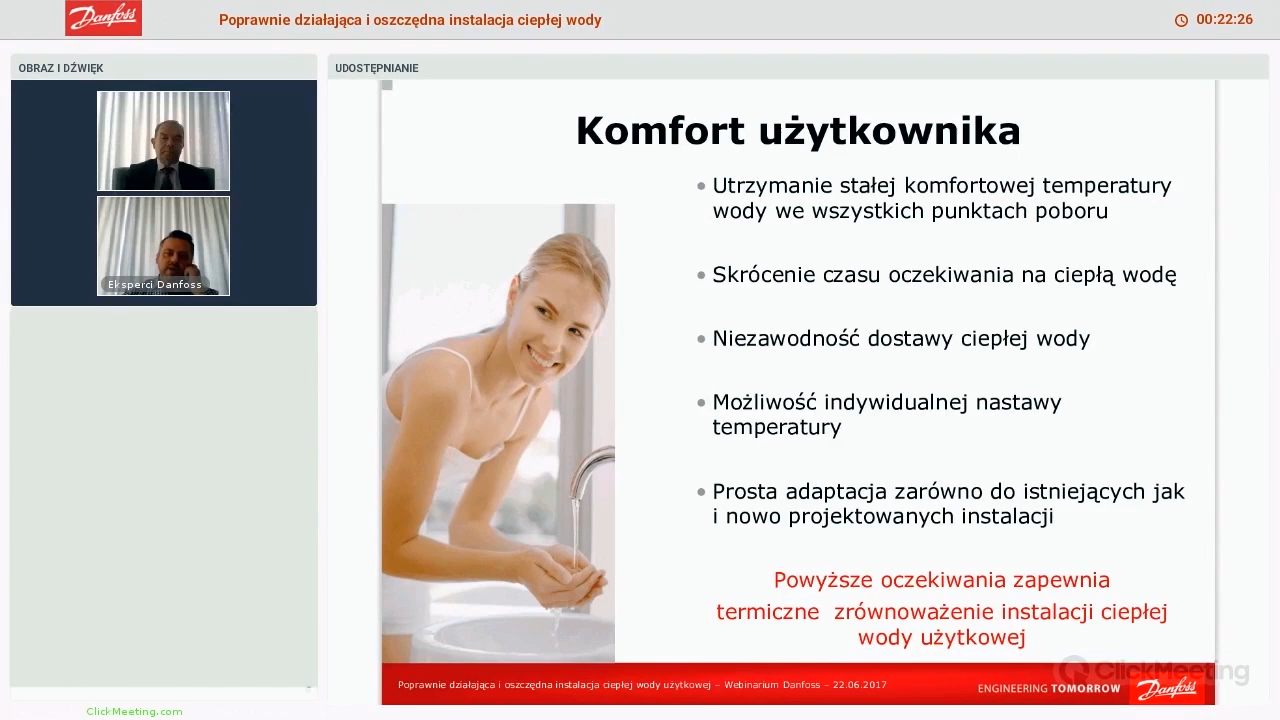 Danfoss
Poprawnie działająca i oszczędna instalacja ciepłej wody
00:22:26
OBRAZ I DŹWIĘK
Eksperci Danfoss
UDOSTĘPNIANIE
Komfort użytkownika
• Utrzymanie stałej komfortowej temperatury
wody we wszystkich punktach poboru
• Skrócenie czasu oczekiwania na ciepłą wodę
• Niezawodność dostawy ciepłej wody
• Możliwość indywidualnej nastawy
temperatury
• Prosta adaptacja zarówno do istniejących jak
i nowo projektowanych instalacji
Powyższe oczekiwania zapewnia
termiczne zrównoważenie instalacji ciepłej
wody użytkowej
Poprawnie działająca i oszczędna instalacja ciepłej wody użytkowej – Webinarium Danfoss – 22.06.2017
ENGINEERING TOMORROW
Danfoss
ClickMeeting
ClickMeeting.com